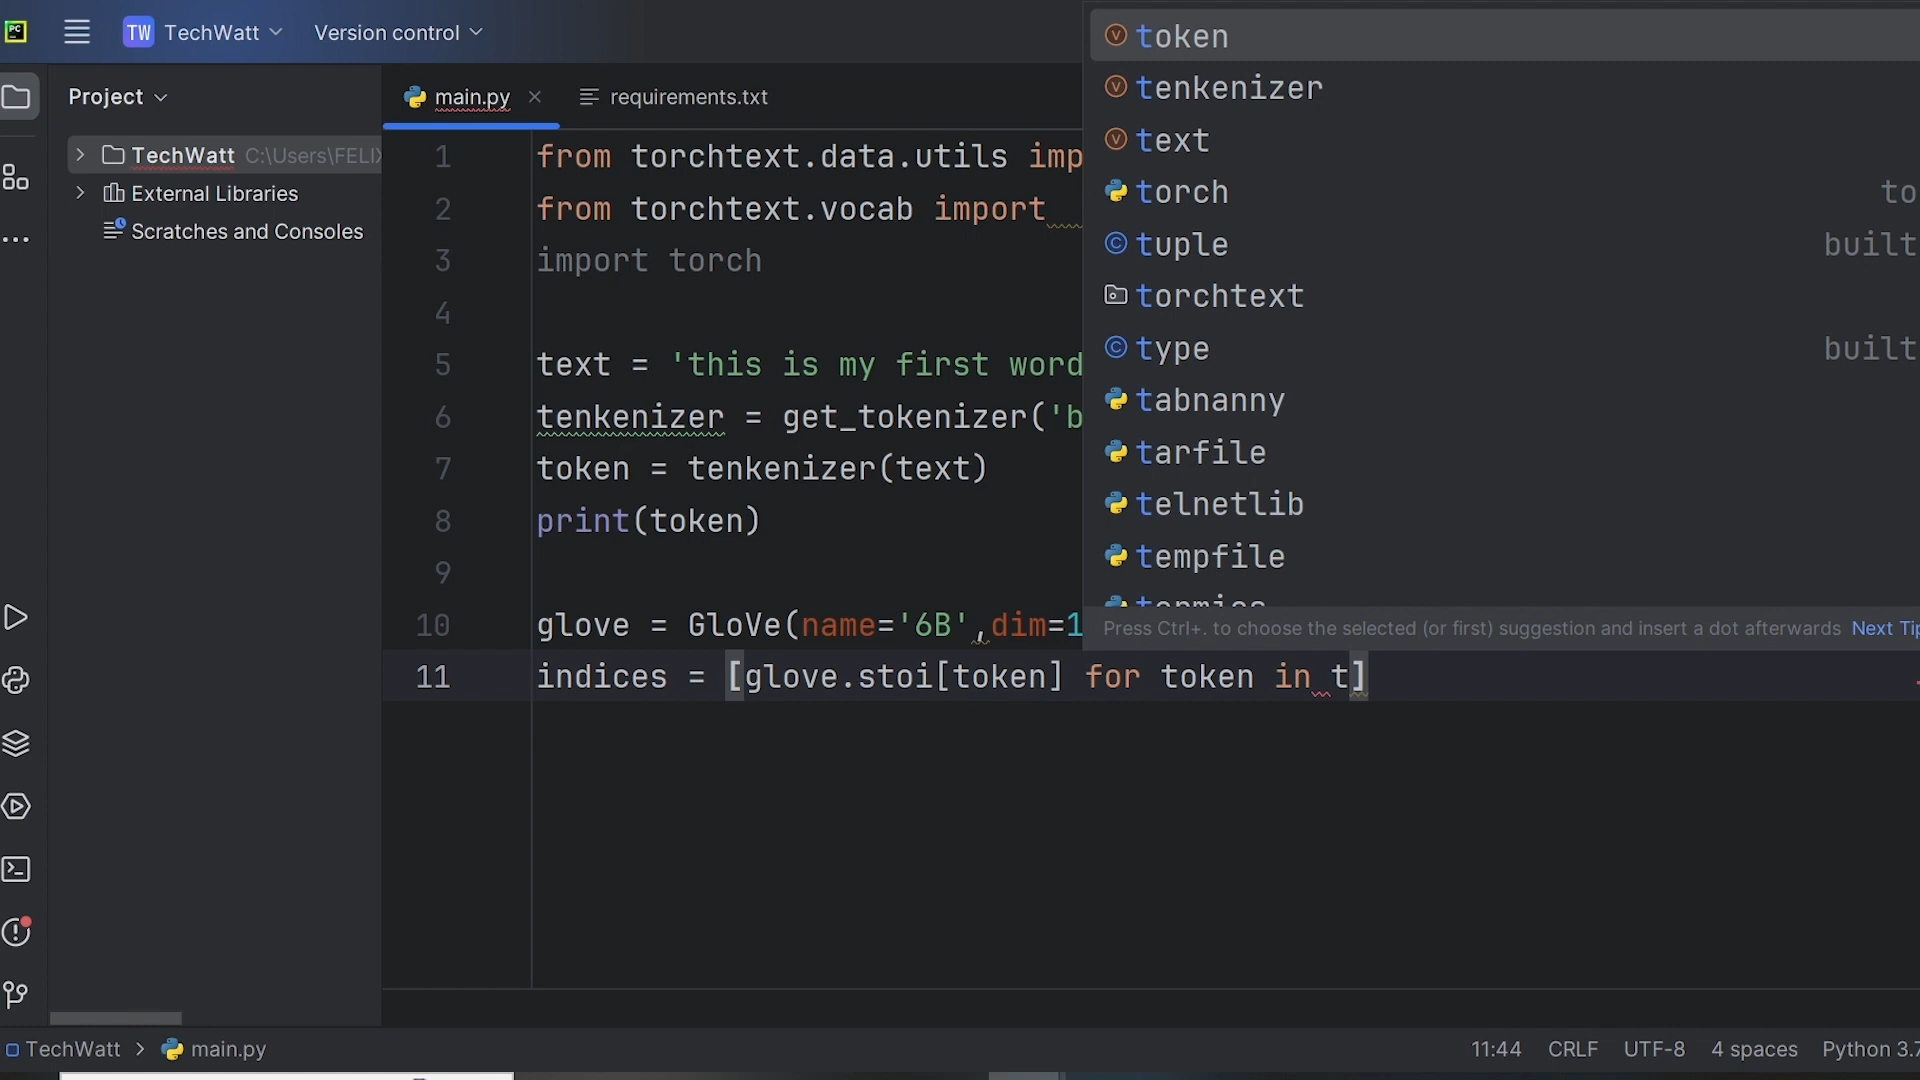 PC
TW TechWatt Version control
Project
main.py requirements.txt
TechWatt C:\Users\FELIX
External Libraries
Scratches and Consoles
1 from torchtext.data.utils imp
2 from torchtext.vocab import
3 import torch
4
5 text = 'this is my first word
6 tenkenizer = get_tokenizer('b
7 token = tenkenizer(text)
8 print(token)
9
10 glove = GloVe(name='6B',dim=1
11 indices = [glove.stoi[token] for token in t]
token
tenkenizer
text
torch to
tuple built
torchtext
type built
tabnanny
tarfile
telnetlib
tempfile
Press Ctrl+. to choose the selected (or first) suggestion and insert a dot afterwards Next Tip
TechWatt main.py
11:44 CRLF UTF-8 4 spaces Python 3.7